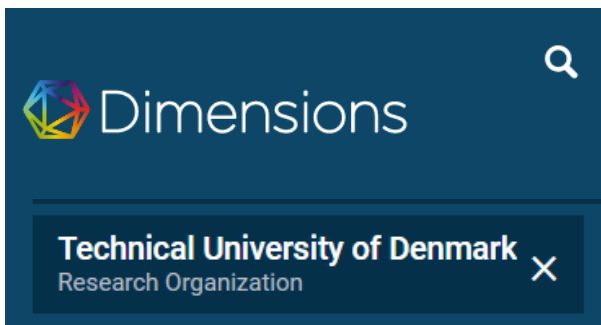 Dimensions
Technical University of Denmark
Research Organization